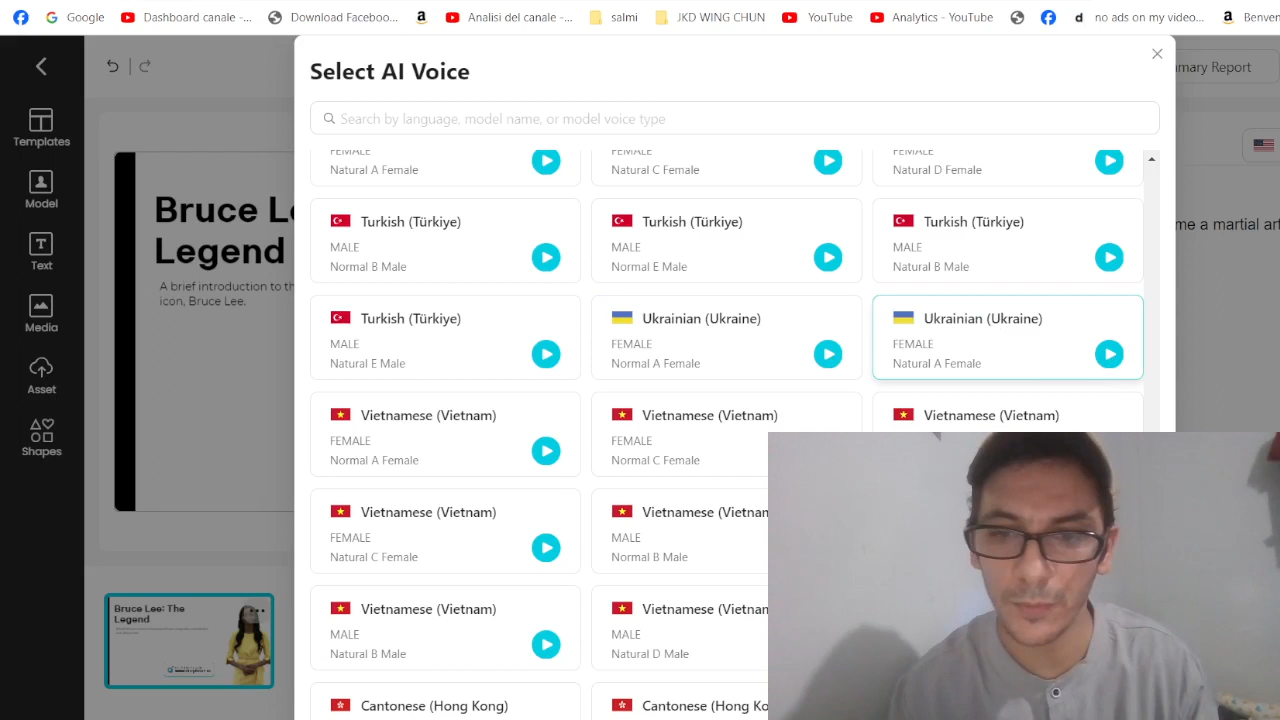 Google
Dashboard canale -...
Download Faceboo...
Analisi del canale -...
salmi
JKD WING CHUN
YouTube
Analytics - YouTube
no ads on my video...
Benven
Select AI Voice
mary Report
Search by language, model name, or model voice type
Templates
Model
Text
Media
Asset
Shapes
Bruce Le
Legend
A brief introduction to th
icon, Bruce Lee.
me a martial art
FEMALE
Natural A Female
FEMALE
Natural C Female
FEMALE
Natural D Female
Turkish (Türkiye)
MALE
Normal B Male
Turkish (Türkiye)
MALE
Normal E Male
Turkish (Türkiye)
MALE
Natural B Male
Turkish (Türkiye)
MALE
Natural E Male
Ukrainian (Ukraine)
FEMALE
Normal A Female
Ukrainian (Ukraine)
FEMALE
Natural A Female
Vietnamese (Vietnam)
FEMALE
Normal A Female
Vietnamese (Vietnam)
FEMALE
Normal C Female
Vietnamese (Vietnam)
Vietnamese (Vietnam)
FEMALE
Natural C Female
Vietnamese (Vietnam
MALE
Normal B Male
Vietnamese (Vietnam)
MALE
Natural B Male
Vietnamese (Vietnam
MALE
Natural D Male
Cantonese (Hong Kong)
Cantonese (Hong Ko
Bruce Lee: The
Legend